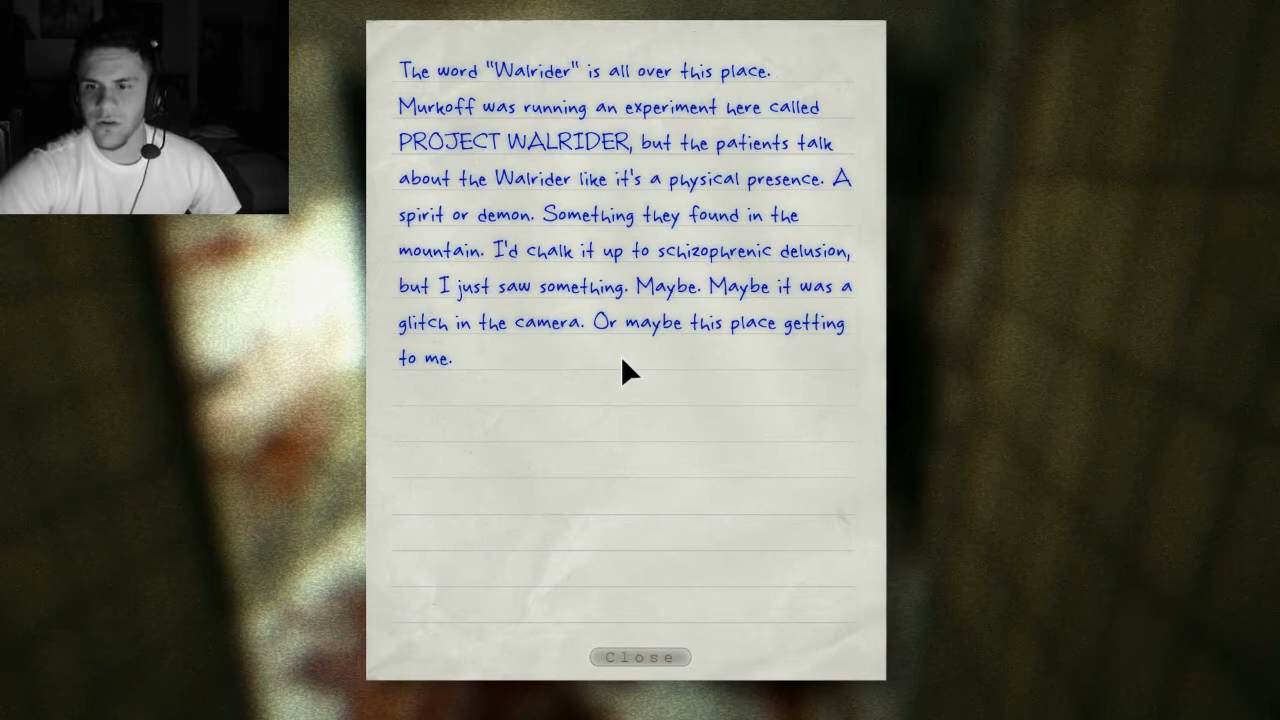 The word "Walrider" is all over this place.
Murkoff was running an experiment here called
PROJECT WALRIDER, but the patients talk
about the Walrider like it's a physical presence. A
spirit or demon. Something they found in the
mountain. I'd chalk it up to schizophrenic delusion,
but I just saw something. Maybe. Maybe it was a
glitch in the camera. Or maybe this place getting
to me.
Close